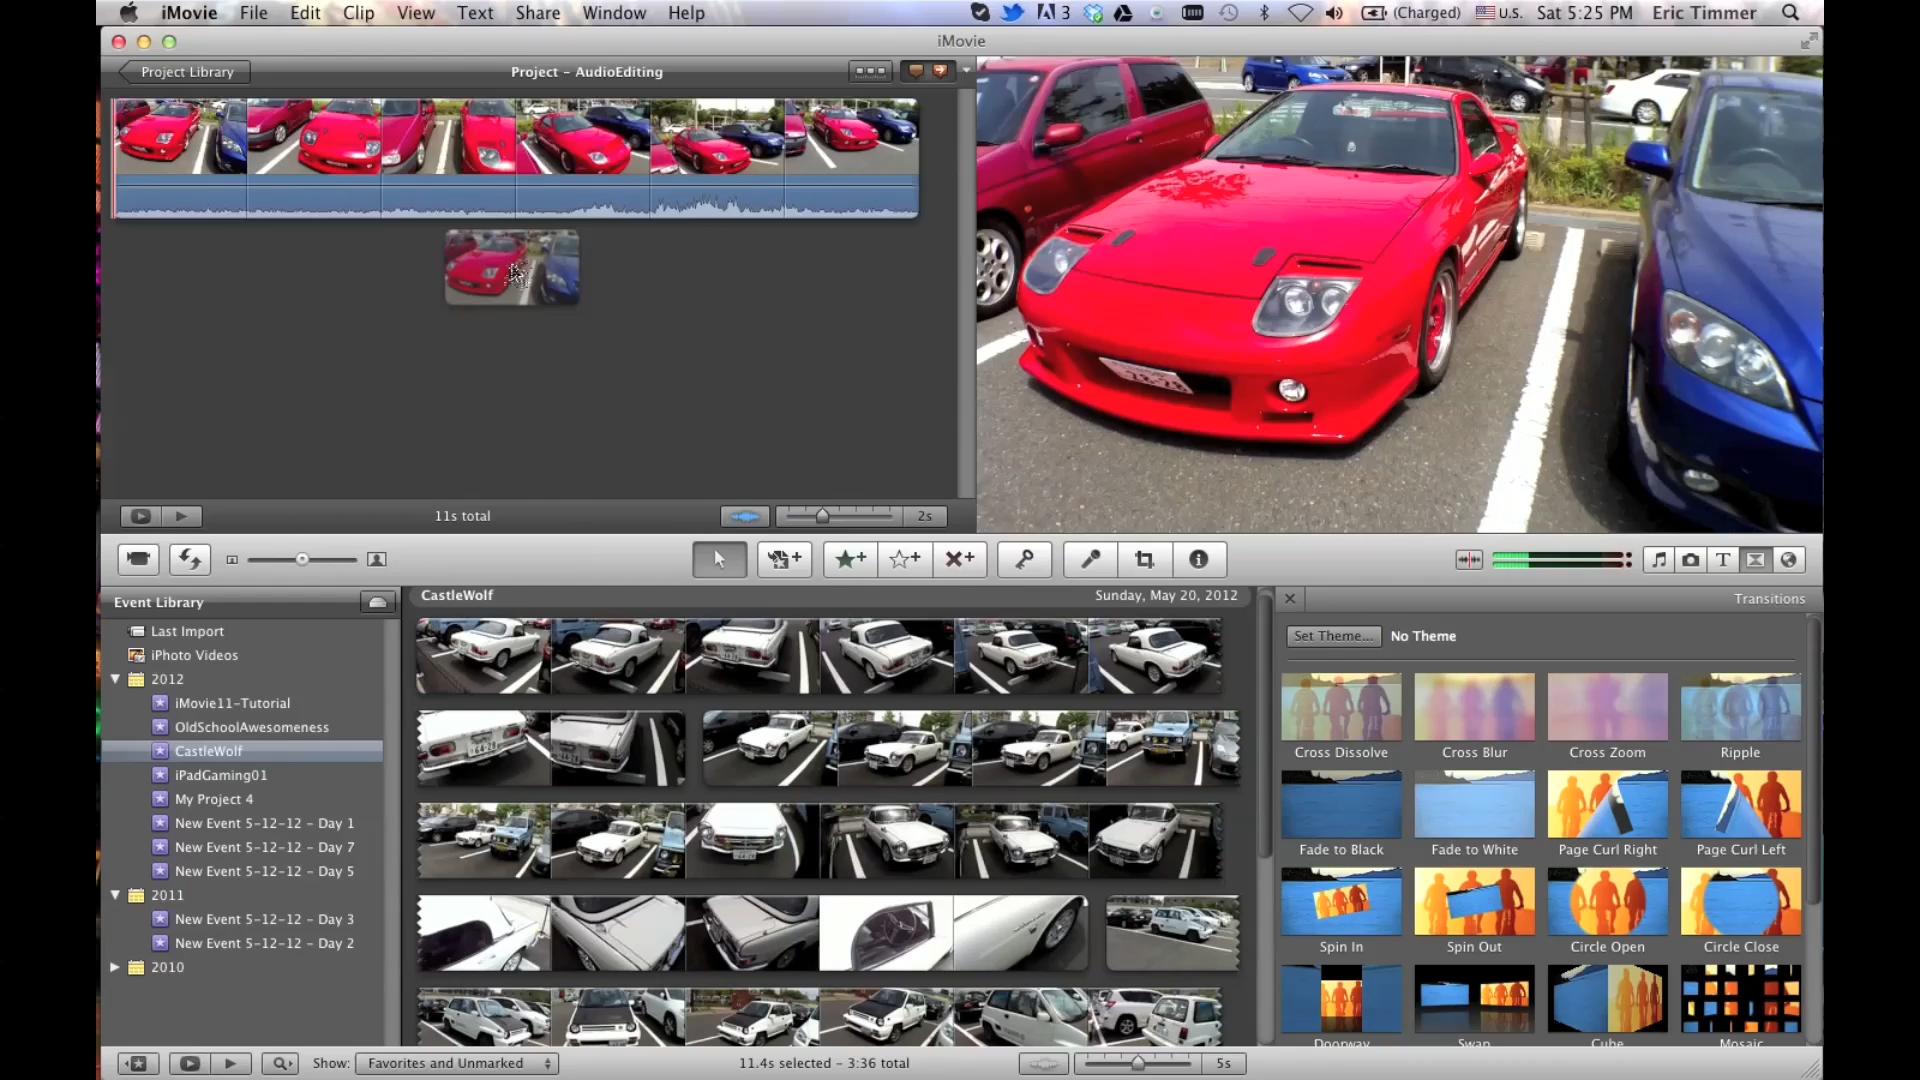 iMovie File Edit Clip View Text Share Window Help 3 (Charged) U.S. Sat 5:25 PM Eric Timmer
iMovie
Project Library
Project - AudioEditing
11s total
2s
Event Library
Last Import
iPhoto Videos
2012
iMovie11-Tutorial
OldSchoolAwesomeness
CastleWolf
iPadGaming01
My Project 4
New Event 5-12-12 - Day 1
New Event 5-12-12 - Day 7
New Event 5-12-12 - Day 5
2011
New Event 5-12-12 - Day 3
New Event 5-12-12 - Day 2
2010
CastleWolf
Sunday, May 20, 2012
Transitions
Set Theme... No Theme
Cross Dissolve Cross Blur Cross Zoom Ripple
Fade to Black Fade to White Page Curl Right Page Curl Left
Spin In Spin Out Circle Open Circle Close
Doorway Swap Cube Mosaic
Show: Favorites and Unmarked
11.4s selected - 3:36 total
5s